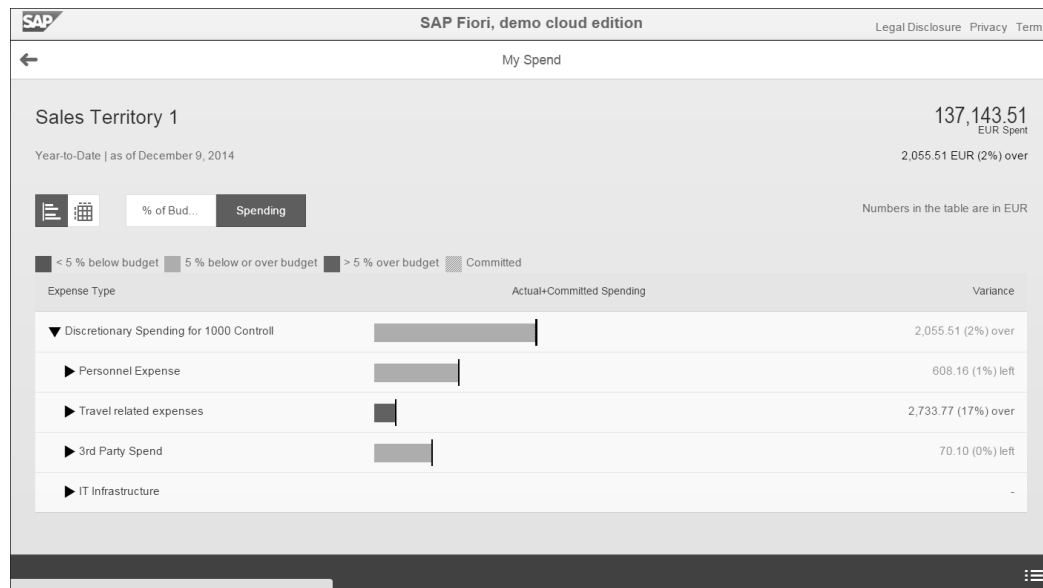 SAP
SAP Fiori, demo cloud edition
Legal Disclosure Privacy Term
My Spend
Sales Territory 1
137,143.51
EUR Spent
Year-to-Date | as of December 9, 2014
2,055.51 EUR (2%) over
% of Bud...
Spending
Numbers in the table are in EUR
< 5 % below budget 5 % below or over budget > 5 % over budget Committed
Expense Type Actual+Committed Spending Variance
Discretionary Spending for 1000 Controll 2,055.51 (2%) over
Personnel Expense 608.16 (1%) left
Travel related expenses 2,733.77 (17%) over
3rd Party Spend 70.10 (0%) left
IT Infrastructure -